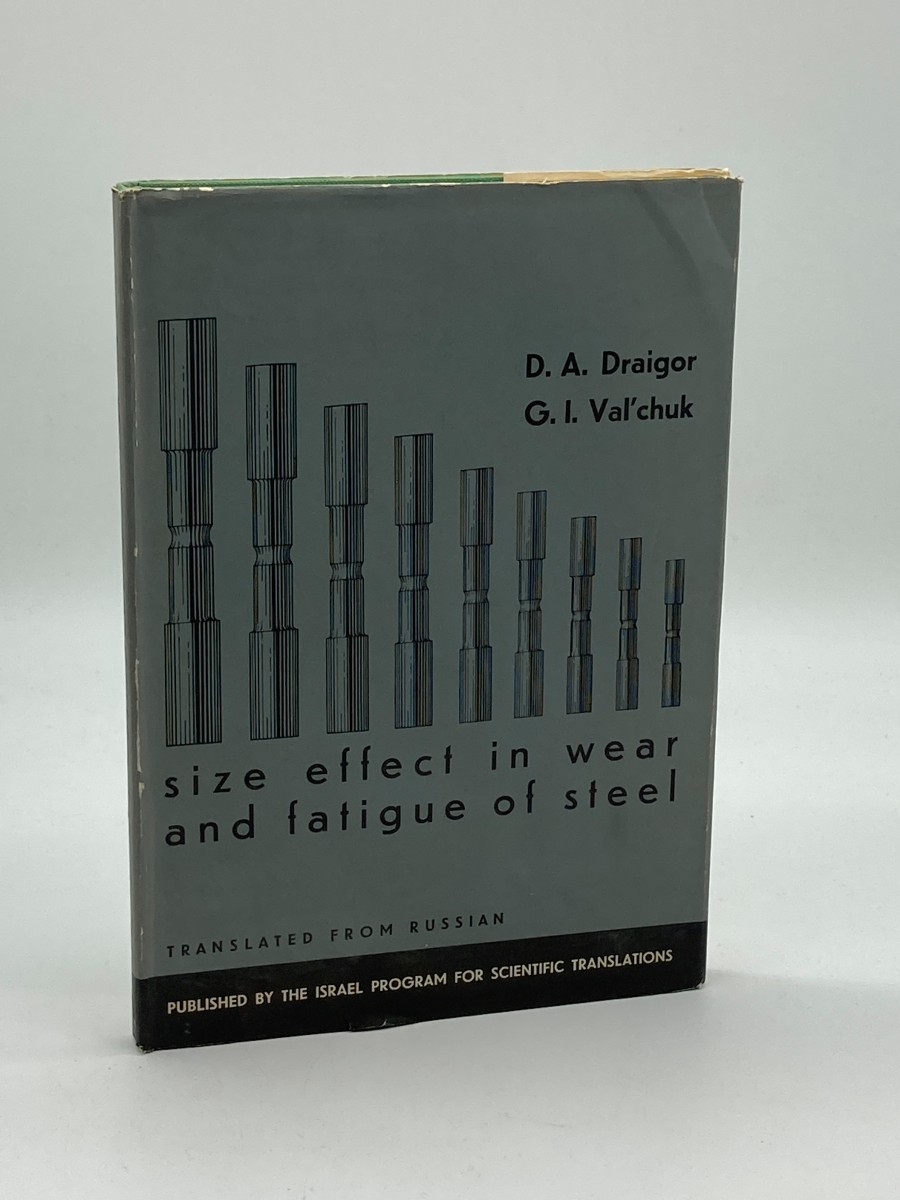 D. A. Draigor
G. I. Val'chuk
size effect in wear
and fatigue of steel
TRANSLATED FROM RUSSIAN
PUBLISHED BY THE ISRAEL PROGRAM FOR SCIENTIFIC TRANSLATIONS